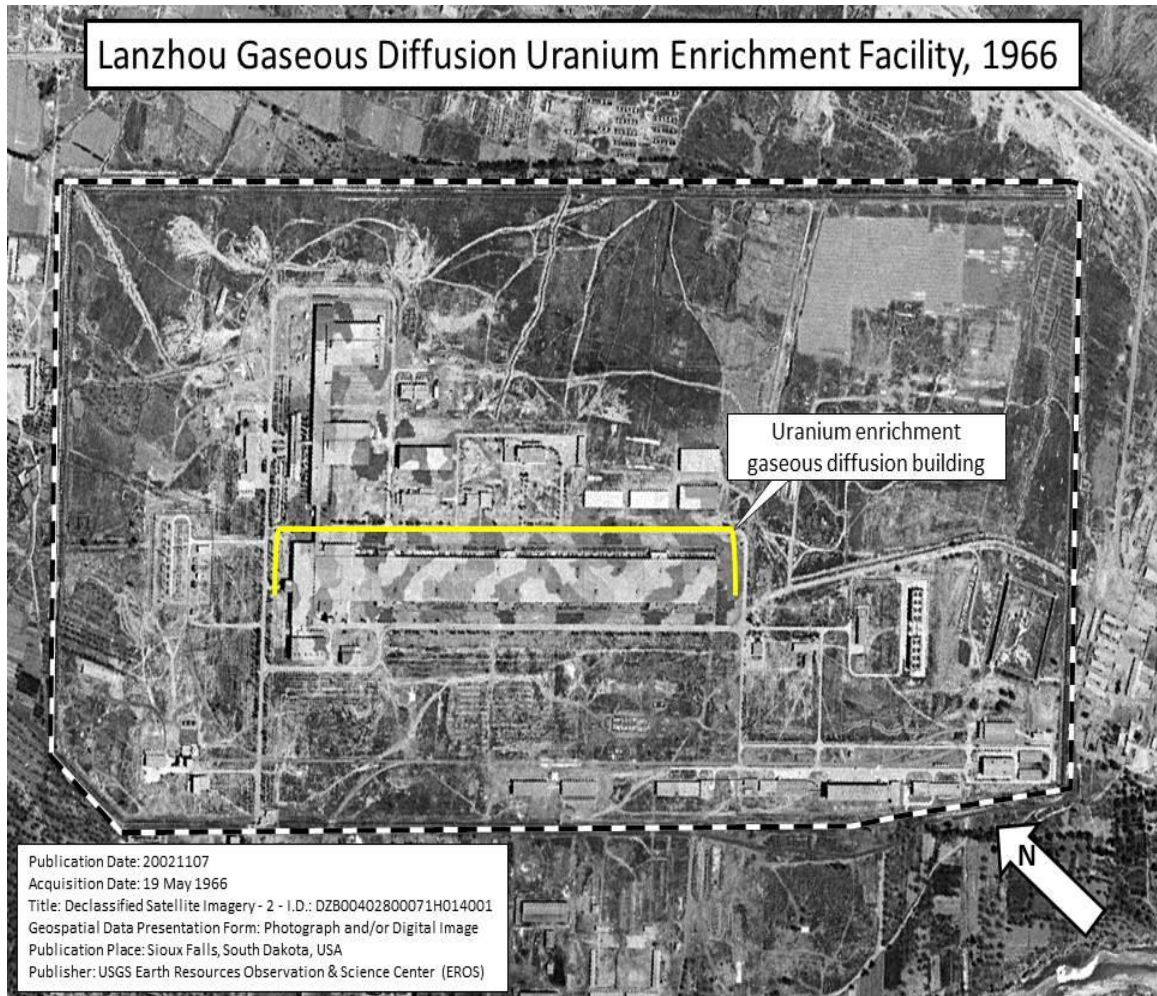 Lanzhou Gaseous Diffusion Uranium Enrichment Facility, 1966
Uranium enrichment
gaseous diffusion building
N
Publication Date: 20021107
Acquisition Date: 19 May 1966
Title: Declassified Satellite Imagery - 2 - I.D.: DZB00402800071H014001
Geospatial Data Presentation Form: Photograph and/or Digital Image
Publication Place: Sioux Falls, South Dakota, USA
Publisher: USGS Earth Resources Observation & Science Center (EROS)